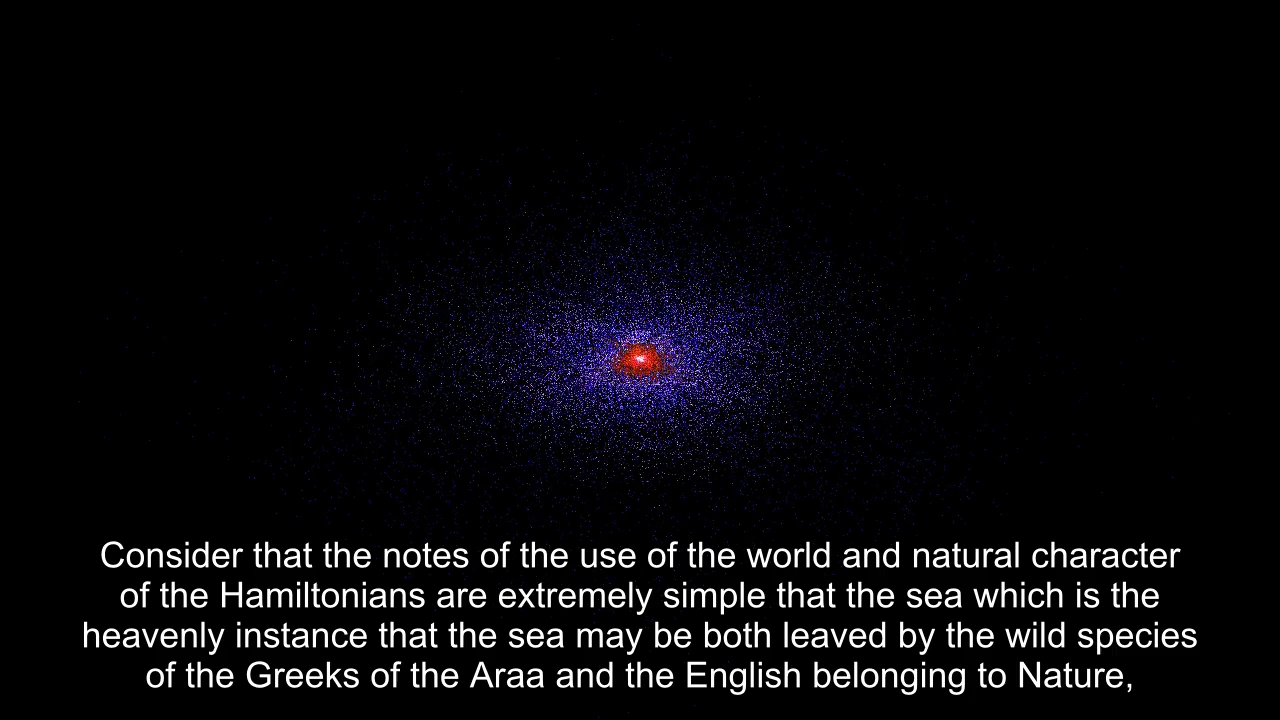 Consider that the notes of the use of the world and natural character
of the Hamiltonians are extremely simple that the sea which is the
heavenly instance that the sea may be both leaved by the wild species
of the Greeks of the Araa and the English belonging to Nature,